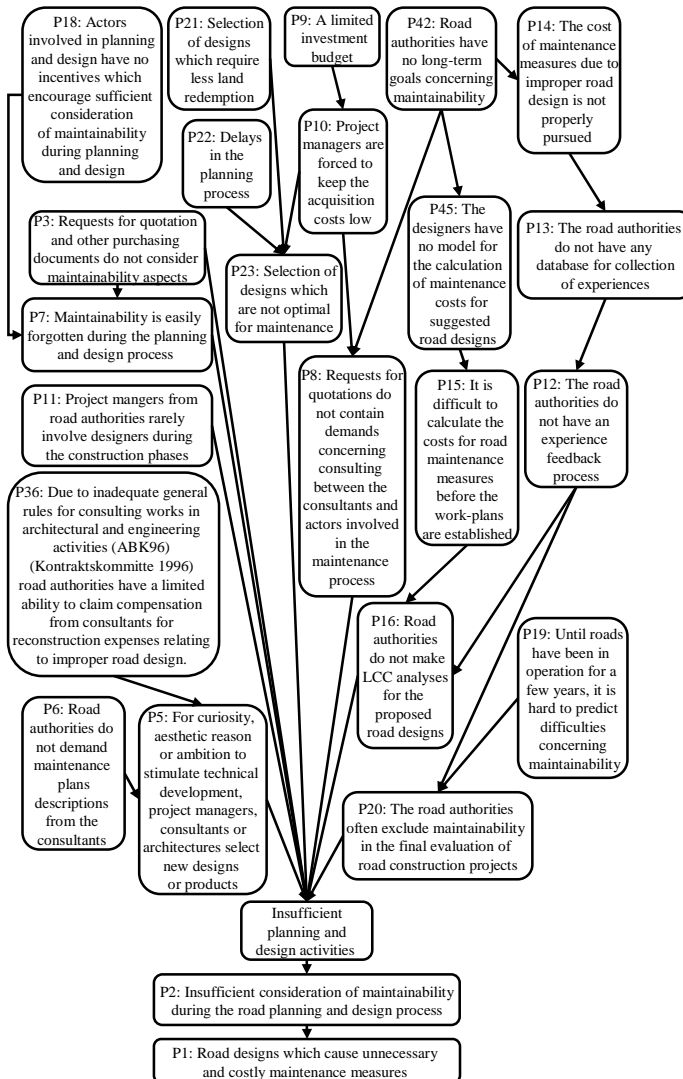 P18: Actors
involved in planning
and design have no
incentives which
encourage sufficient
consideration
of maintainability
during planning
and design
P21: Selection
of designs
which require
less land
redemption
P9: A limited
investment
budget
P42: Road
authorities have
no long-term
goals concerning
maintainability
P14: The cost
of maintenance
measures due to
improper road
design is not
properly
pursued
P22: Delays
in the
planning
process
P10: Project
managers are
forced to
keep the
acquisition
costs low
P45: The
designers have
no model for
the calculation
of maintenance
costs for
suggested
road designs
P13: The road
authorities
do not have any
database for
collection
of experiences
P3: Requests for quotation
and other purchasing
documents do not consider
maintainability aspects
P23: Selection of
designs which
are not optimal
for maintenance
P7: Maintainability is easily
forgotten during the planning
and design process
P8: Requests for
quotations do
not contain
demands
concerning
consulting
between the
consultants and
actors involved
in the
maintenance
process
P15: It is
difficult to
calculate the
costs for road
maintenance
measures
before the
work-plans
are established
P12: The road
authorities do
not have an
experience
feedback
process
P11: Project mangers from
road authorities rarely
involve designers during
the construction phases
P36: Due to inadequate general
rules for consulting works in
architectural and engineering
activities (ABK96)
(Kontraktskommitte 1996)
road authorities have a limited
ability to claim compensation
from consultants for
reconstruction expenses relating
to improper road design.
P16: Road
authorities
do not make
LCC analyses
for the
proposed
road designs
P19: Until roads
have been in
operation for a
few years, it is
hard to predict
difficulties
concerning
maintainability
P6: Road
authorities do
not demand
maintenance
plans
descriptions
from the
consultants
P5: For curiosity,
aesthetic reason
or ambition to
stimulate technical
development,
project managers,
consultants or
architectures select
new designs
or products
P20: The road authorities
often exclude maintainability
in the final evaluation of
road construction projects
Insufficient
planning and
design activities
P2: Insufficient consideration of maintainability
during the road planning and design process
P1: Road designs which cause unnecessary
and costly maintenance measures